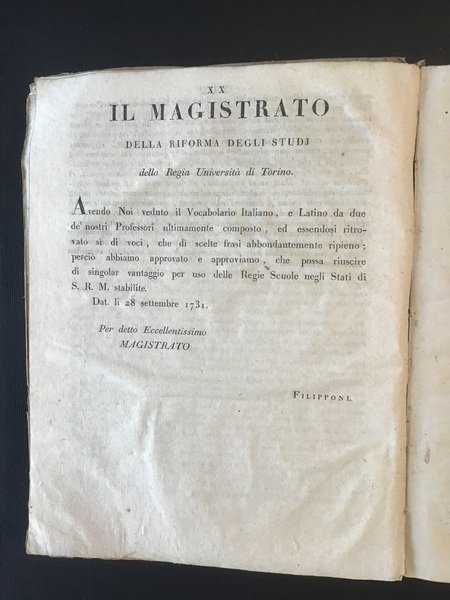 XX
IL MAGISTRATO
DELLA RIFORMA DEGLI STUDJ
della Regia Università di Torino.
Avendo Noi veduto il Vocabolario Italiano, e Latino da due
de' nostri Professori ultimamente composto, ed essendosi ritro-
vato sì di voci, che di scelte frasi abbondantemente ripieno;
perciò abbiamo approvato e approviamo, che possa riuscire
di singolar vantaggio per uso delle Regie Scuole negli Stati di
S. R. M. stabilite.
Dat. li 28 settembre 1731.
Per detto Eccellentissimo
MAGISTRATO
FILIPPONI.